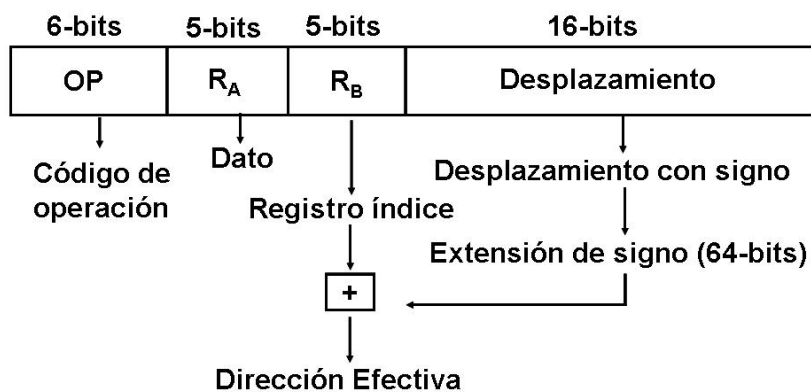 6-bits 5-bits 5-bits 16-bits
OP RA RB Desplazamiento
Código de
operación
Dato
Registro índice
Desplazamiento con signo
Extensión de signo (64-bits)
+
Dirección Efectiva